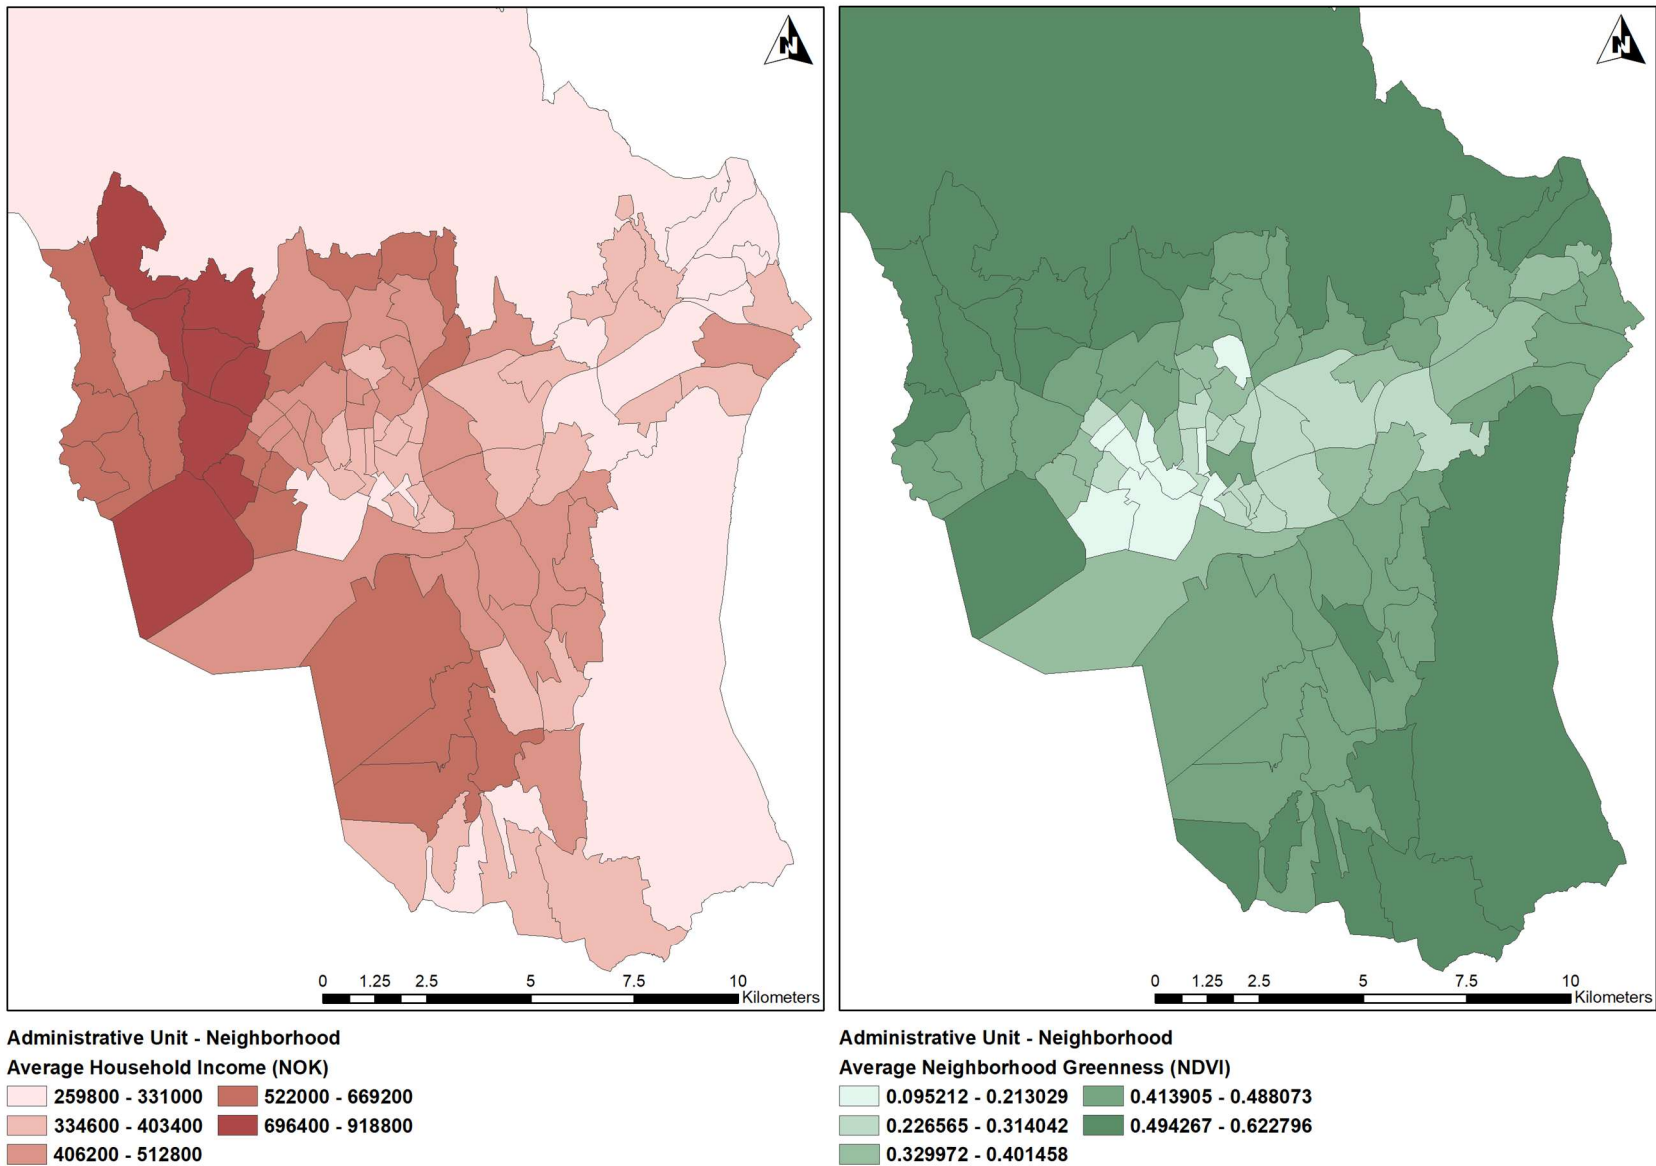 N
0 1.25 2.5 5 7.5 10
Kilometers
Administrative Unit - Neighborhood
Average Household Income (NOK)
259800 - 331000
334600 - 403400
406200 - 512800
522000 - 669200
696400 - 918800
N
0 1.25 2.5 5 7.5 10
Kilometers
Administrative Unit - Neighborhood
Average Neighborhood Greenness (NDVI)
0.095212 - 0.213029
0.226565 - 0.314042
0.329972 - 0.401458
0.413905 - 0.488073
0.494267 - 0.622796